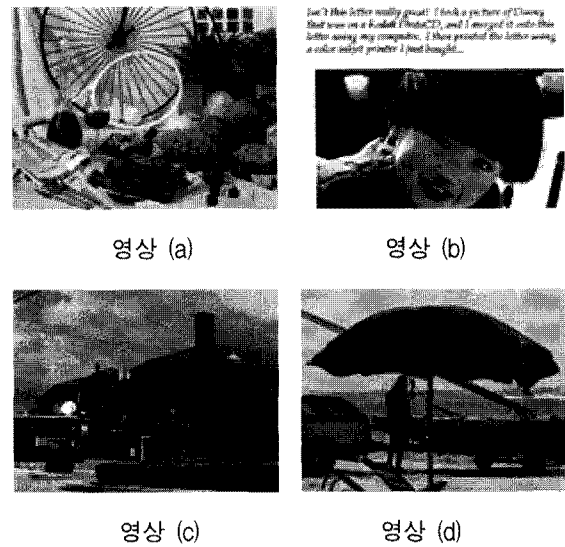 Isn't this letter really great! I took a picture of Danny
that was on a Kodak PhotoCD, and I merged it onto this
letter using my computer. I then printed the letter using
a color inkjet printer I just bought...
영상 (a)
영상 (b)
영상 (c)
영상 (d)